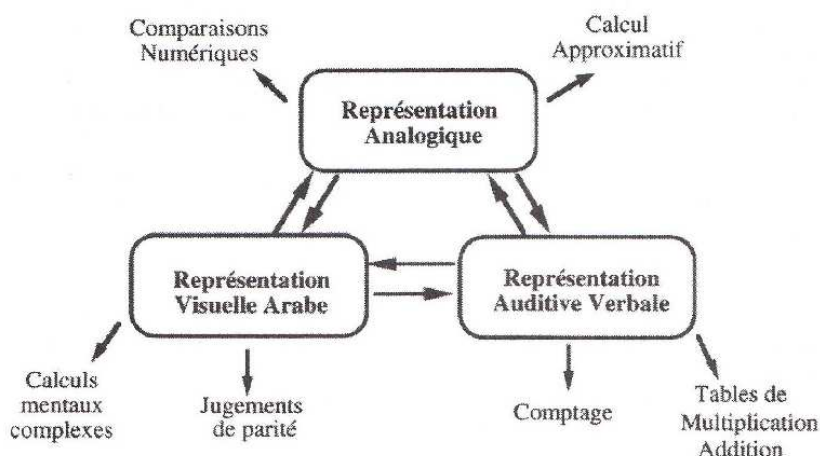 Comparaisons
Numériques
Calcul
Approximatif
Représentation
Analogique
Représentation
Visuelle Arabe
Représentation
Auditive Verbale
Calculs
mentaux
complexes
Jugements
de parité
Comptage
Tables de
Multiplication
Addition